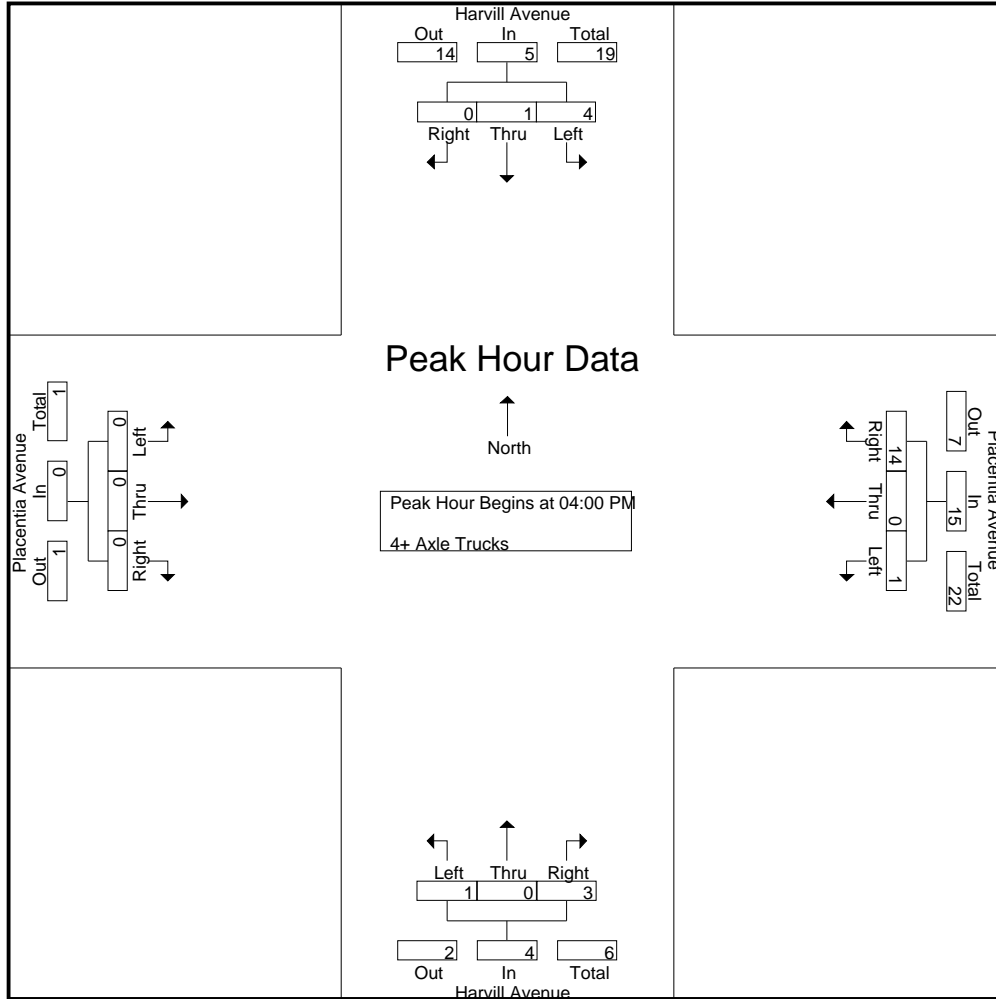 Harvill Avenue
Out In Total
14 5 19
0 1 4
Right Thru Left
Peak Hour Data
North
Peak Hour Begins at 04:00 PM
4+ Axle Trucks
Placentia Avenue
Total In Out
1 0 1
0 0 0
Left Thru Right
Placentia Avenue
Out In Total
7 15 22
14 0 1
Right Thru Left
Left Thru Right
1 0 3
2 4 6
Out In Total
Harvill Avenue